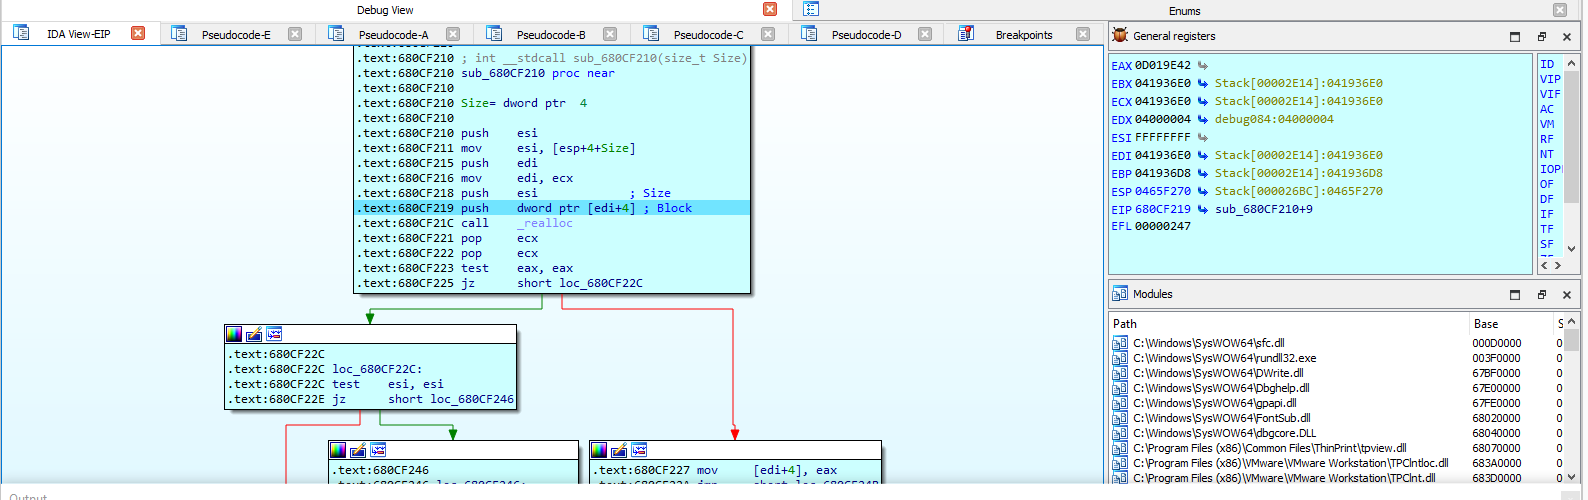 Debug View
Enums
IDA View-EIP
Pseudocode-E
Pseudocode-A
Pseudocode-B
Pseudocode-C
Pseudocode-D
Breakpoints
.text:680CF210 ; int __stdcall sub_680CF210(size_t Size)
.text:680CF210 sub_680CF210 proc near
.text:680CF210
.text:680CF210 Size= dword ptr  4
.text:680CF210
.text:680CF210 push    esi
.text:680CF211 mov     esi, [esp+4+Size]
.text:680CF215 push    edi
.text:680CF216 mov     edi, ecx
.text:680CF218 push    esi             ; Size
.text:680CF219 push    dword ptr [edi+4] ; Block
.text:680CF21C call    _realloc
.text:680CF221 pop     ecx
.text:680CF222 pop     ecx
.text:680CF223 test    eax, eax
.text:680CF225 jz      short loc_680CF22C
.text:680CF22C
.text:680CF22C loc_680CF22C:
.text:680CF22C test    esi, esi
.text:680CF22E jz      short loc_680CF246
.text:680CF246
.text:680CF227 mov     [edi+4], eax
General registers
EAX 0D019E42
EBX 041936E0 Stack[00002E14]:041936E0
ECX 041936E0 Stack[00002E14]:041936E0
EDX 04000004 debug084:04000004
ESI FFFFFFFF
EDI 041936E0 Stack[00002E14]:041936E0
EBP 041936D8 Stack[00002E14]:041936D8
ESP 0465F270 Stack[000026BC]:0465F270
EIP 680CF219 sub_680CF210+9
EFL 00000247
ID
VIP
VIF
AC
VM
RF
NT
IOP
OF
DF
IF
TF
SF
Modules
Path Base S
C:\Windows\SysWOW64\sfc.dll 000D0000 0
C:\Windows\SysWOW64\rundll32.exe 003F0000 0
C:\Windows\SysWOW64\DWrite.dll 67BF0000 0
C:\Windows\SysWOW64\Dbghelp.dll 67E00000 0
C:\Windows\SysWOW64\gpapi.dll 67FE0000 0
C:\Windows\SysWOW64\FontSub.dll 68020000 0
C:\Windows\SysWOW64\dbgcore.DLL 68040000 0
C:\Program Files (x86)\Common Files\ThinPrint\tpview.dll 68070000 0
C:\Program Files (x86)\VMware\VMware Workstation\TPClntloc.dll 683A0000 0
C:\Program Files (x86)\VMware\VMware Workstation\TPClnt.dll 683D0000 0